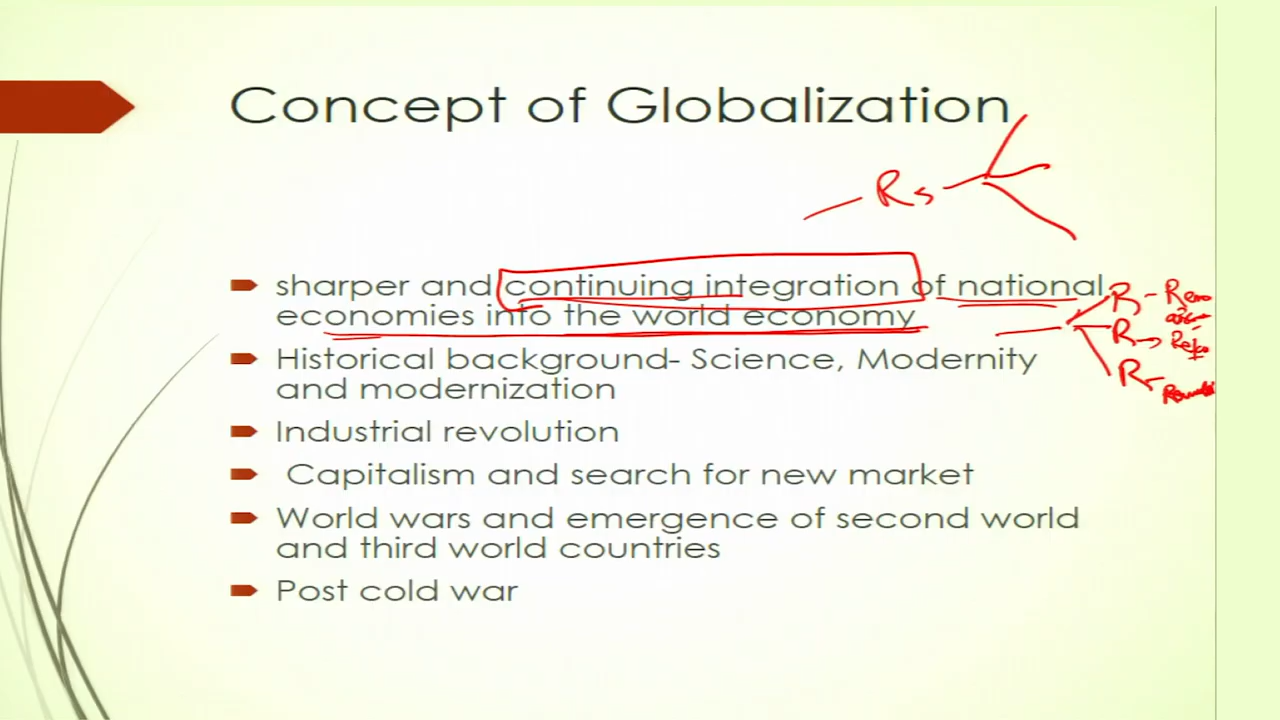 Concept of Globalization
Rs
sharper and continuing integration of national
economies into the world economy
R
R
R
Historical background- Science, Modernity
and modernization
Industrial revolution
Capitalism and search for new market
World wars and emergence of second world
and third world countries
Post cold war